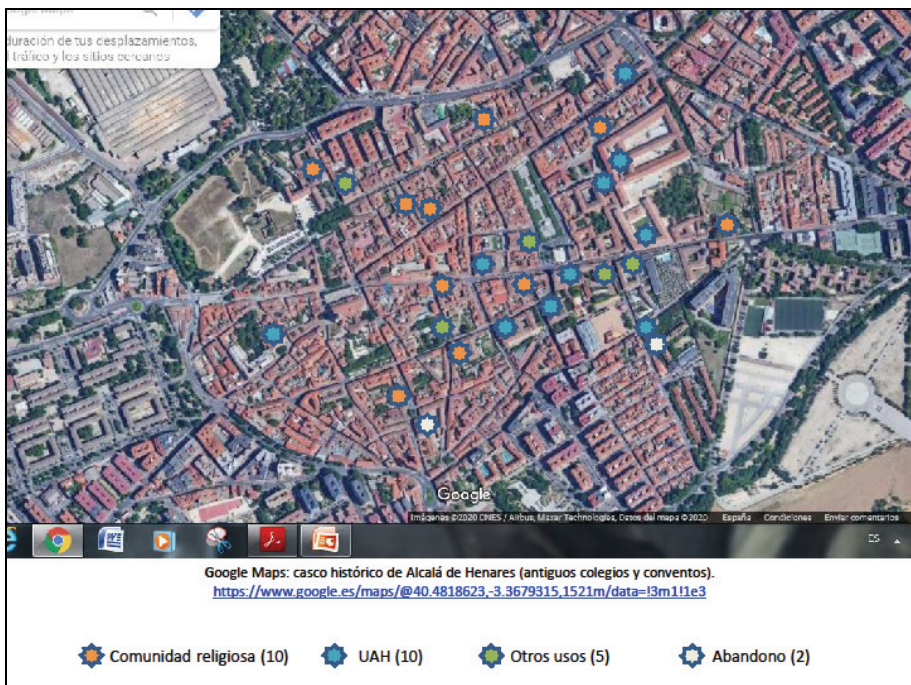 duración de tus desplazamientos,
l tráfico y los sitios cercanos
Google
Imágenes ©2020 CNES / Airbus, Maxar Technologies, Datos del mapa ©2020 España Condiciones Enviar comentarios
ES
Google Maps: casco histórico de Alcalá de Henares (antiguos colegios y conventos).
https://www.google.es/maps/@40.4818623,-3.3679315,1521m/data=!3m1!1e3
Comunidad religiosa (10) UAH (10) Otros usos (5) Abandono (2)